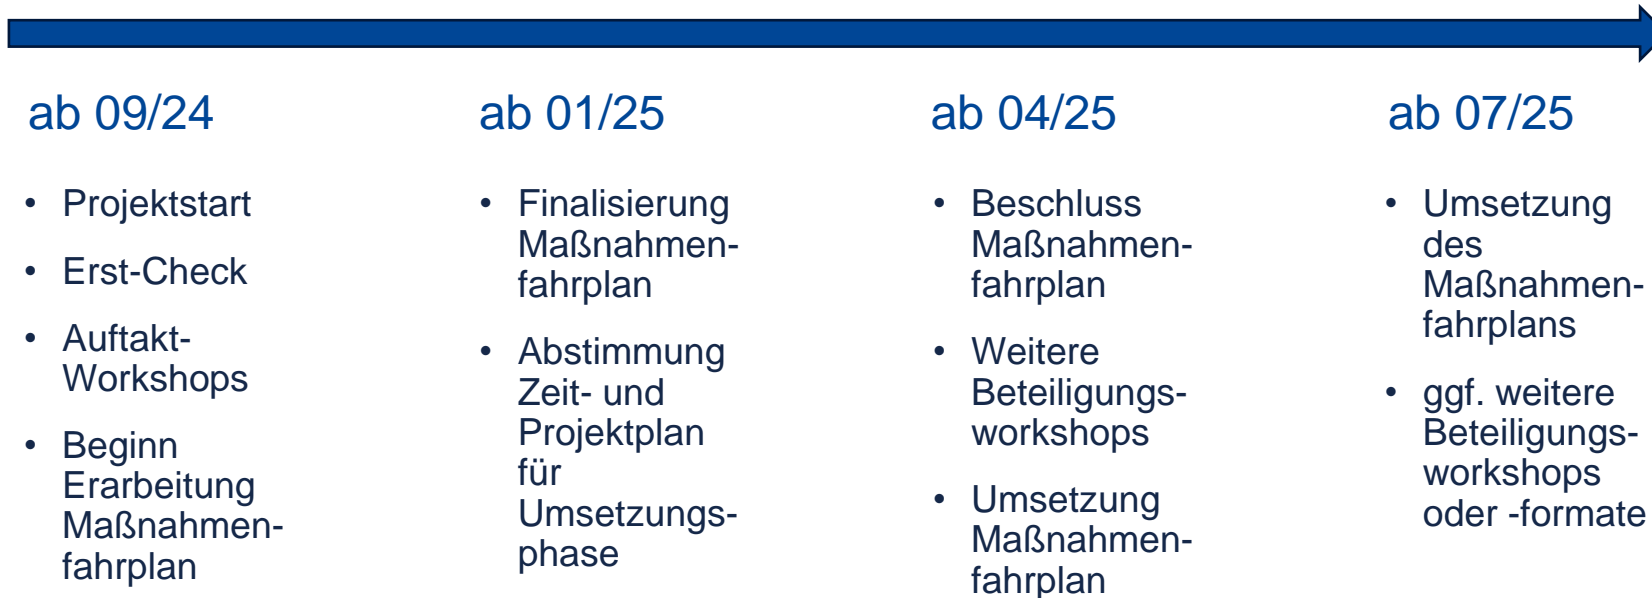 ab 09/24
• Projektstart
• Erst-Check
• Auftakt-
Workshops
• Beginn
Erarbeitung
Maßnahmen-
fahrplan
ab 01/25
• Finalisierung
Maßnahmen-
fahrplan
• Abstimmung
Zeit- und
Projektplan
für
Umsetzungs-
phase
ab 04/25
• Beschluss
Maßnahmen-
fahrplan
• Weitere
Beteiligungs-
workshops
• Umsetzung
Maßnahmen-
fahrplan
ab 07/25
• Umsetzung
des
Maßnahmen-
fahrplans
• ggf. weitere
Beteiligungs-
workshops
oder -formate